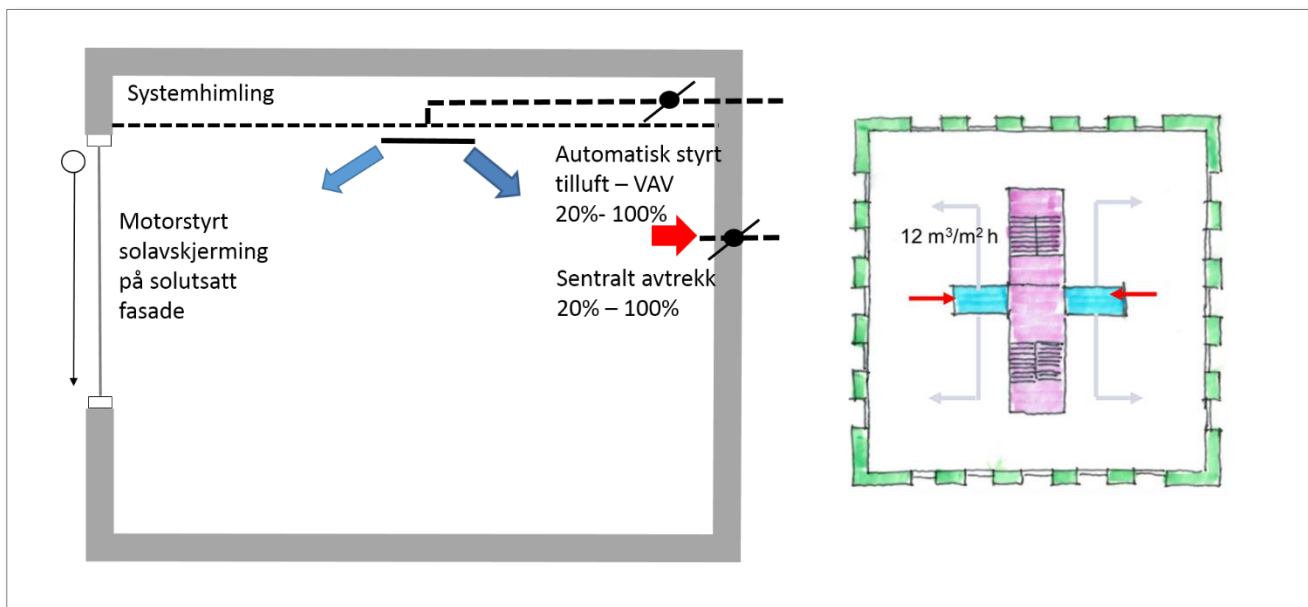 Systemhimling
Automatisk styrt
tilluft – VAV
20%- 100%
Motorstyrt
solavskjerming
på solutsatt
fasade
Sentralt avtrekk
20% – 100%
12 m³/m² h